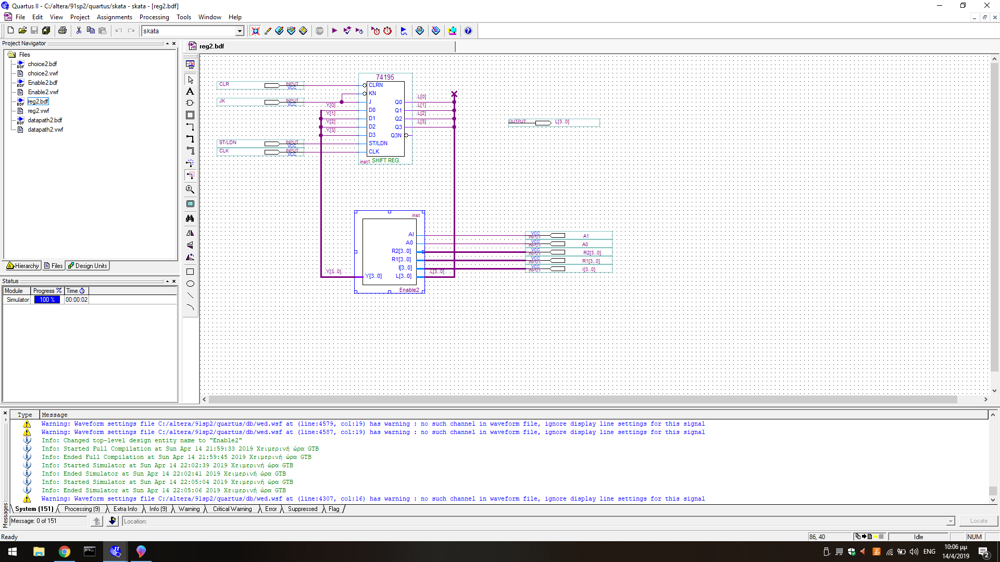 Quartus II - C:/altera/91sp2/quartus/skata - skata - [reg2.bdf]
File Edit View Project Assignments Processing Tools Window Help
skata
Project Navigator
Files
choice2.bdf
choice2.vwf
Enable2.bdf
Enable2.vwf
reg2.bdf
reg2.vwf
datapath2.bdf
datapath2.vwf
Hierarchy Files Design Units
Status
Module Progress % Time
Simulator 100 % 00:00:02
reg2.bdf
74195
CLR INPUT VCC CLRN
KN
JK INPUT VCC J
Y[0] D0
Y[1] D1
Y[2] D2
Y[3] D3
ST/LDN INPUT VCC ST/LDN
CLK INPUT VCC CLK
Q0 L[0]
Q1 L[1]
Q2 L[2]
Q3 L[3]
Q3N
inst1 SHIFT REG.
OUTPUT L[3..0]
inst
AI VCC INPUT A1
A0 VCC INPUT A0
R2[3..0] VCC INPUT R2[3..0]
R1[3..0] VCC INPUT R1[3..0]
I[3..0] VCC INPUT I[3..0]
Y[3..0] Y[3..0] L[3..0] L[3..0]
Enable2
Type Message
Warning: Waveform settings file C:/altera/91sp2/quartus/db/wed.wsf at (line:4579, col:19) has warning : no such channel in waveform file, ignore display line settings for this signal
Warning: Waveform settings file C:/altera/91sp2/quartus/db/wed.wsf at (line:4587, col:19) has warning : no such channel in waveform file, ignore display line settings for this signal
Info: Changed top-level design entity name to "Enable2"
Info: Started Full Compilation at Sun Apr 14 21:59:33 2019 Χειμερινή ώρα GTB
Info: Ended Full Compilation at Sun Apr 14 21:59:45 2019 Χειμερινή ώρα GTB
Info: Started Simulator at Sun Apr 14 22:02:39 2019 Χειμερινή ώρα GTB
Info: Ended Simulator at Sun Apr 14 22:02:41 2019 Χειμερινή ώρα GTB
Info: Started Simulator at Sun Apr 14 22:05:04 2019 Χειμερινή ώρα GTB
Info: Ended Simulator at Sun Apr 14 22:05:06 2019 Χειμερινή ώρα GTB
Warning: Waveform settings file C:/altera/91sp2/quartus/db/wed.wsf at (line:4307, col:16) has warning : no such channel in waveform file, ignore display line settings for this signal
System (151) Processing (9) Extra Info Info (9) Warning Critical Warning Error Suppressed Flag
Messages
Message: 0 of 151 Location: Locate
Ready 86, 40 Idle NUM
ENG 10:06 μμ
14/4/2019
2